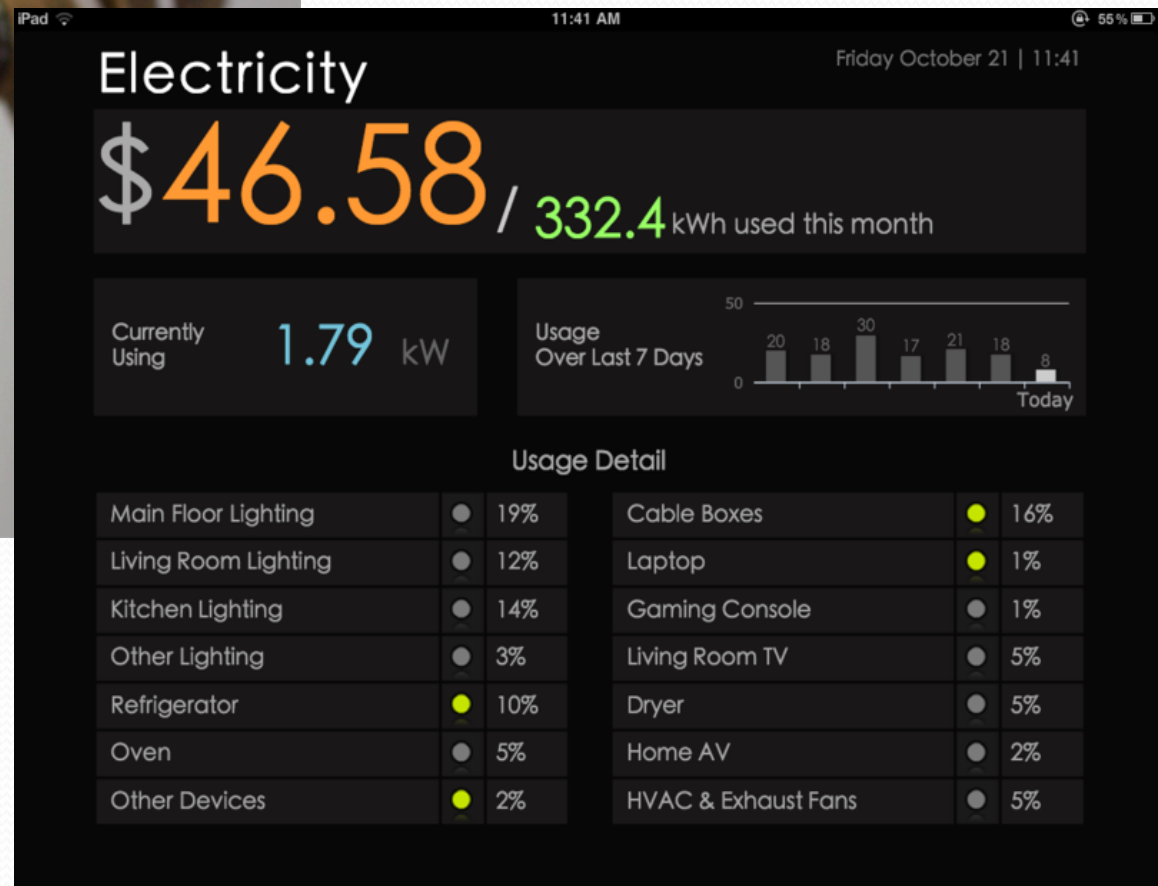 iPad 11:41 AM 55%
Electricity Friday October 21 | 11:41
$46.58 / 332.4 kWh used this month
Currently
Using
1.79 kW
Usage
Over Last 7 Days
50
20 18 30 17 21 18 8
0
Today
Usage Detail
Main Floor Lighting 19%
Living Room Lighting 12%
Kitchen Lighting 14%
Other Lighting 3%
Refrigerator 10%
Oven 5%
Other Devices 2%
Cable Boxes 16%
Laptop 1%
Gaming Console 1%
Living Room TV 5%
Dryer 5%
Home AV 2%
HVAC & Exhaust Fans 5%